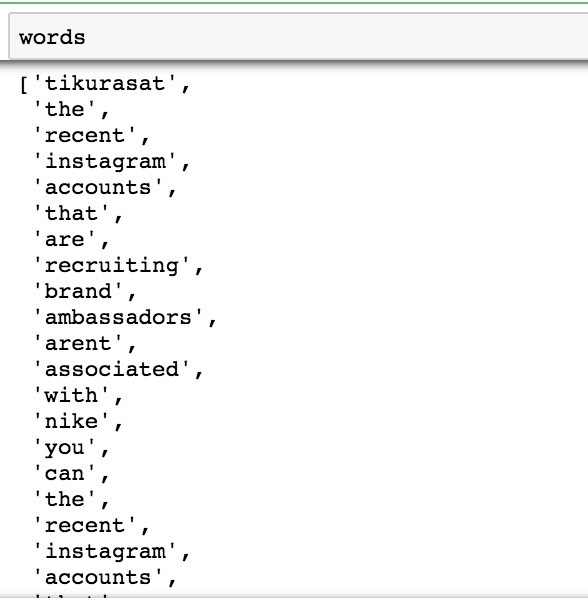 words
['tikurasat',
'the',
'recent',
'instagram',
'accounts',
'that',
'are',
'recruiting',
'brand',
'ambassadors',
'arent',
'associated',
'with',
'nike',
'you',
'can',
'the',
'recent',
'instagram',
'accounts',